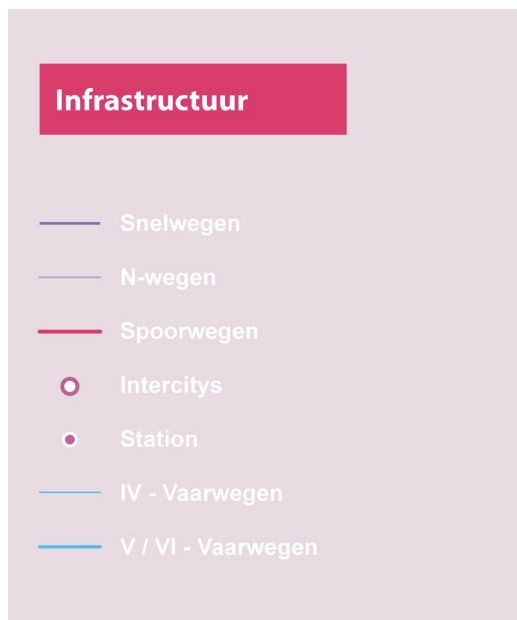 Infrastructuur
Snelwegen
N-wegen
Spoorwegen
Intercitys
Station
IV - Vaarwegen
V / VI - Vaarwegen